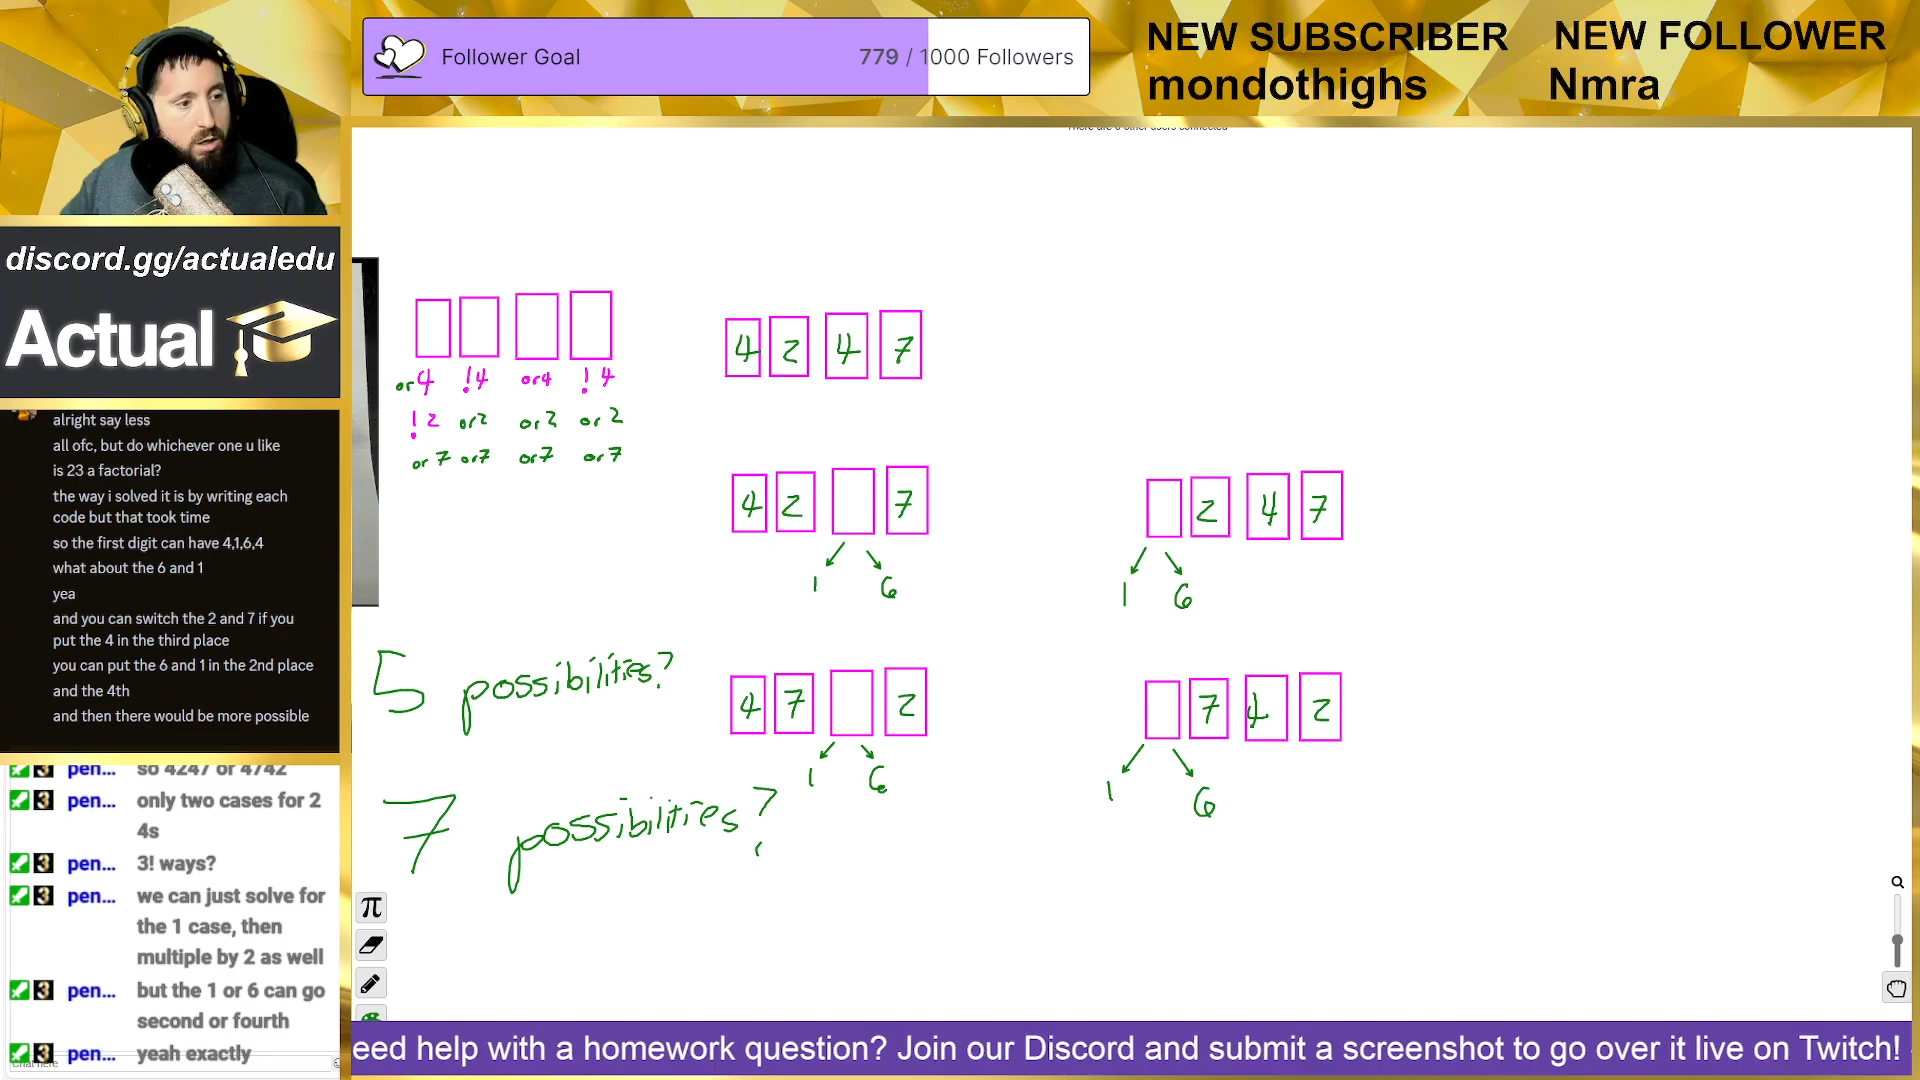 Follower Goal
779 / 1000 Followers
NEW SUBSCRIBER
mondothighs
NEW FOLLOWER
Nmra
discord.gg/actualedu
Actual
alright say less
all ofc, but do whichever one u like
is 23 a factorial?
the way i solved it is by writing each
code but that took time
so the first digit can have 4,1,6,4
what about the 6 and 1
yea
and you can switch the 2 and 7 if you
put the 4 in the third place
you can put the 6 and 1 in the 2nd place
and the 4th
and then there would be more possible
pen... so 4247 or 4742
pen... only two cases for 2
4s
pen... 3! ways?
pen... we can just solve for
the 1 case, then
multiple by 2 as well
pen... but the 1 or 6 can go
second or fourth
pen... yeah exactly
Chat here
There are 6 other users connected
or 4 !4 or 4 !4
!2 or 2 or 2 or 2
or 7 or 7 or 7 or 7
4 2 4 7
4 2 7
1 6
2 4 7
1 6
5 possibilities?
4 7 2
1 6
7 4 2
1 6
7 possibilities?
π
eed help with a homework question? Join our Discord and submit a screenshot to go over it live on Twitch!